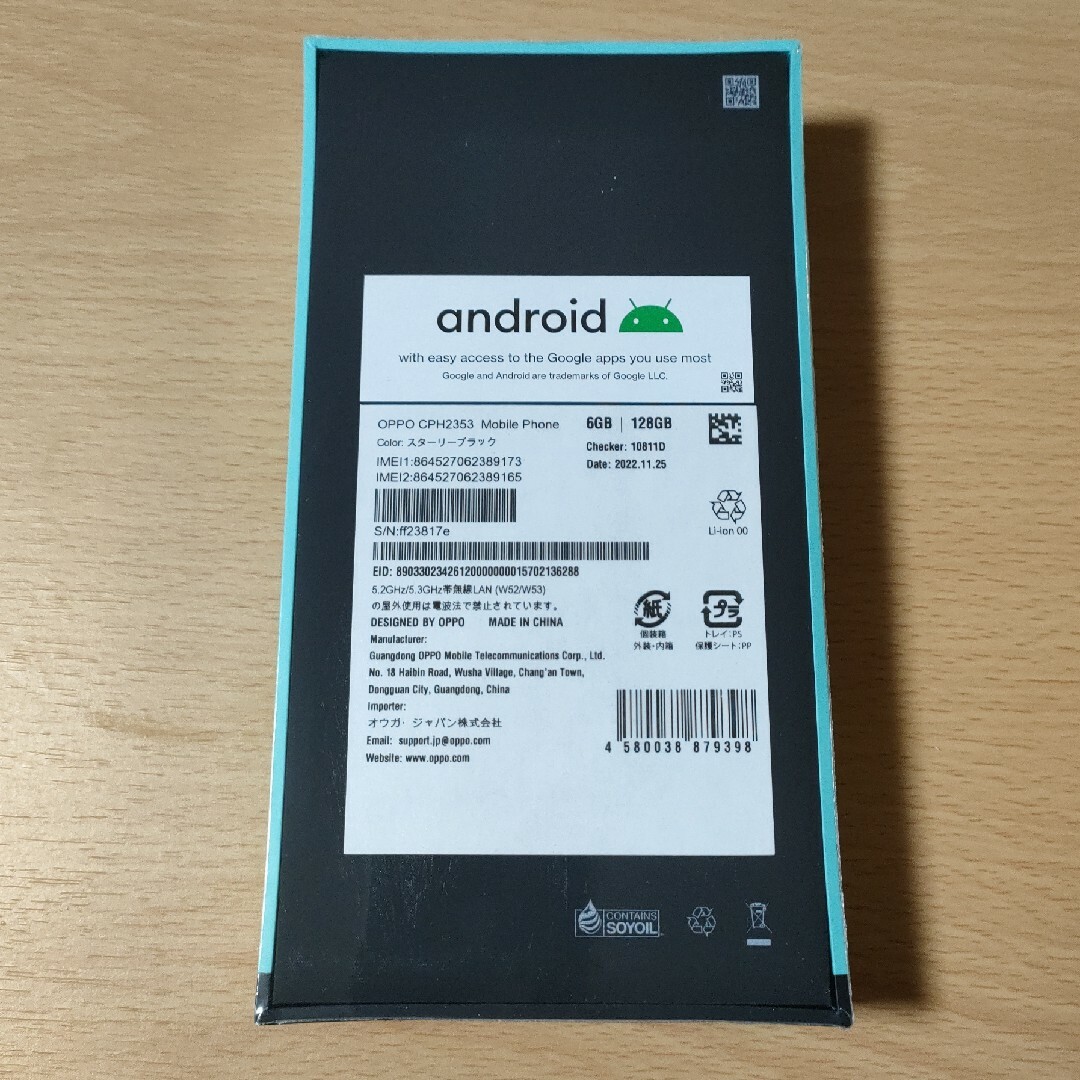 android
with easy access to the Google apps you use most
Google and Android are trademarks of Google LLC.
OPPO CPH2353 Mobile Phone 6GB | 128GB
Color: スターリーブラック
Checker: 10811D
IMEI1:864527062389173
Date: 2022.11.25
IMEI2:864527062389165
S/N:ff23817e
Li-ion 00
EID: 89033023426120000000015702136288
5.2GHz/5.3GHz帯無線LAN (W52/W53)
の屋外使用は電波法で禁止されています。
DESIGNED BY OPPO MADE IN CHINA
紙
個装箱
外装・内箱
プラ
トレイ:PS
保護シート:PP
Manufacturer:
Guangdong OPPO Mobile Telecommunications Corp., Ltd.
No. 18 Haibin Road, Wusha Village, Chang'an Town,
Dongguan City, Guangdong, China
Importer:
オウガ・ジャパン株式会社
Email: support.jp@oppo.com
Website: www.oppo.com
4 580038 879398
CONTAINS
SOYOIL